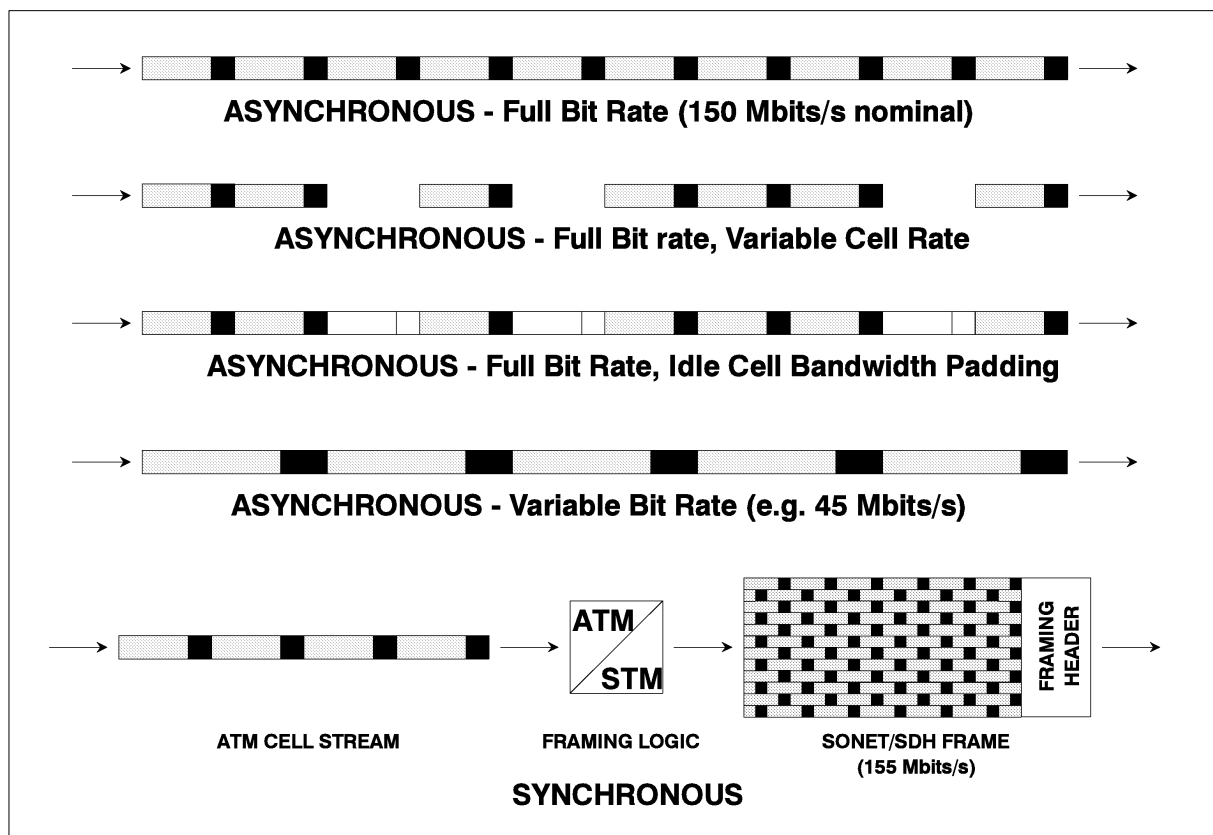 ASYNCHRONOUS - Full Bit Rate (150 Mbits/s nominal)
ASYNCHRONOUS - Full Bit rate, Variable Cell Rate
ASYNCHRONOUS - Full Bit Rate, Idle Cell Bandwidth Padding
ASYNCHRONOUS - Variable Bit Rate (e.g. 45 Mbits/s)
ATM
STM
FRAMING
HEADER
ATM CELL STREAM
FRAMING LOGIC
SONET/SDH FRAME
(155 Mbits/s)
SYNCHRONOUS